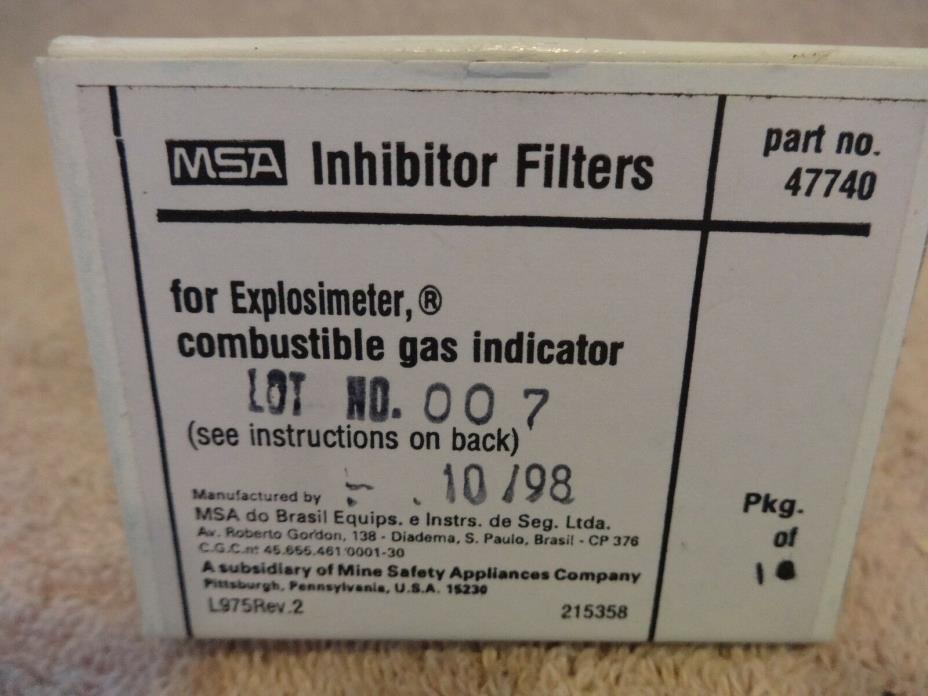 MSA Inhibitor Filters
part no.
47740
for Explosimeter,®
combustible gas indicator
LOT NO. 007
(see instructions on back)
10/98
Manufactured by
MSA do Brasil Equips. e Instrs. de Seg. Ltda.
Av. Roberto Gordon, 138 - Diadema, S. Paulo, Brasil - CP 376
C.G.C.nº 45.655.461/0001-30
A subsidiary of Mine Safety Appliances Company
Pittsburgh, Pennsylvania, U.S.A. 15230
L975Rev.2
215358
Pkg.
of